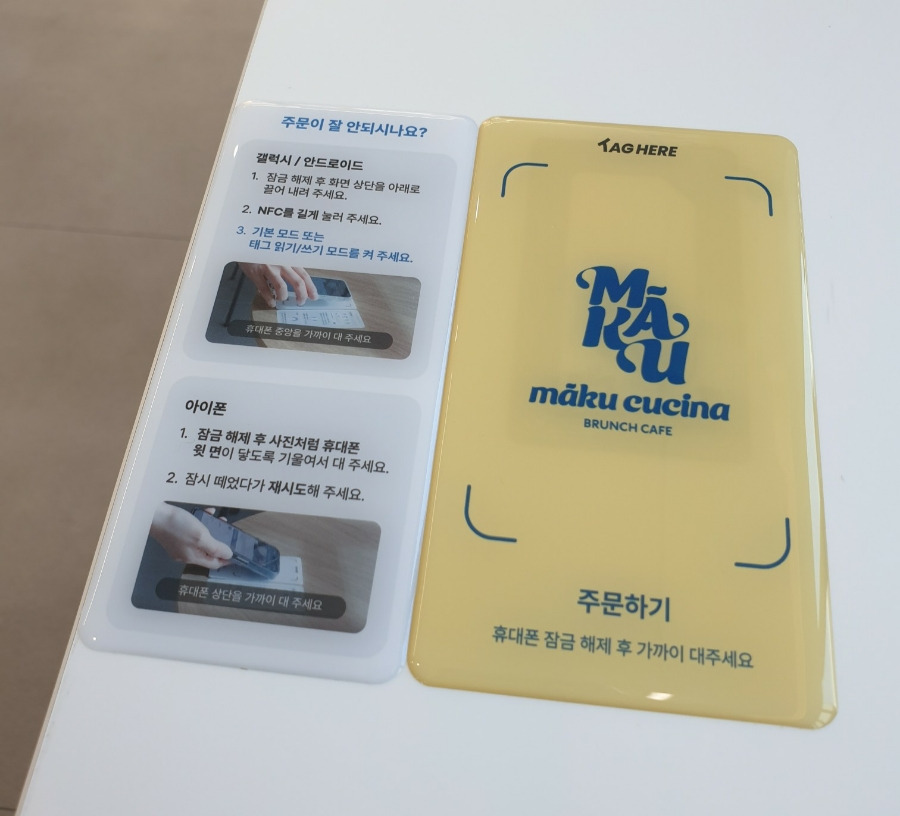 주문이 잘 안되시나요?
갤럭시 / 안드로이드
1. 잠금 해제 후 화면 상단을 아래로
끌어 내려 주세요.
2. NFC를 길게 눌러 주세요.
3. 기본 모드 또는
태그 읽기/쓰기 모드를 켜 주세요.
휴대폰 중앙을 가까이 대 주세요
아이폰
1. 잠금 해제 후 사진처럼 휴대폰
윗 면이 닿도록 기울여서 대 주세요.
2. 잠시 떼었다가 재시도해 주세요.
휴대폰 상단을 가까이 대 주세요
TAG HERE
MĀ
KU
māku cucina
BRUNCH CAFE
주문하기
휴대폰 잠금 해제 후 가까이 대주세요